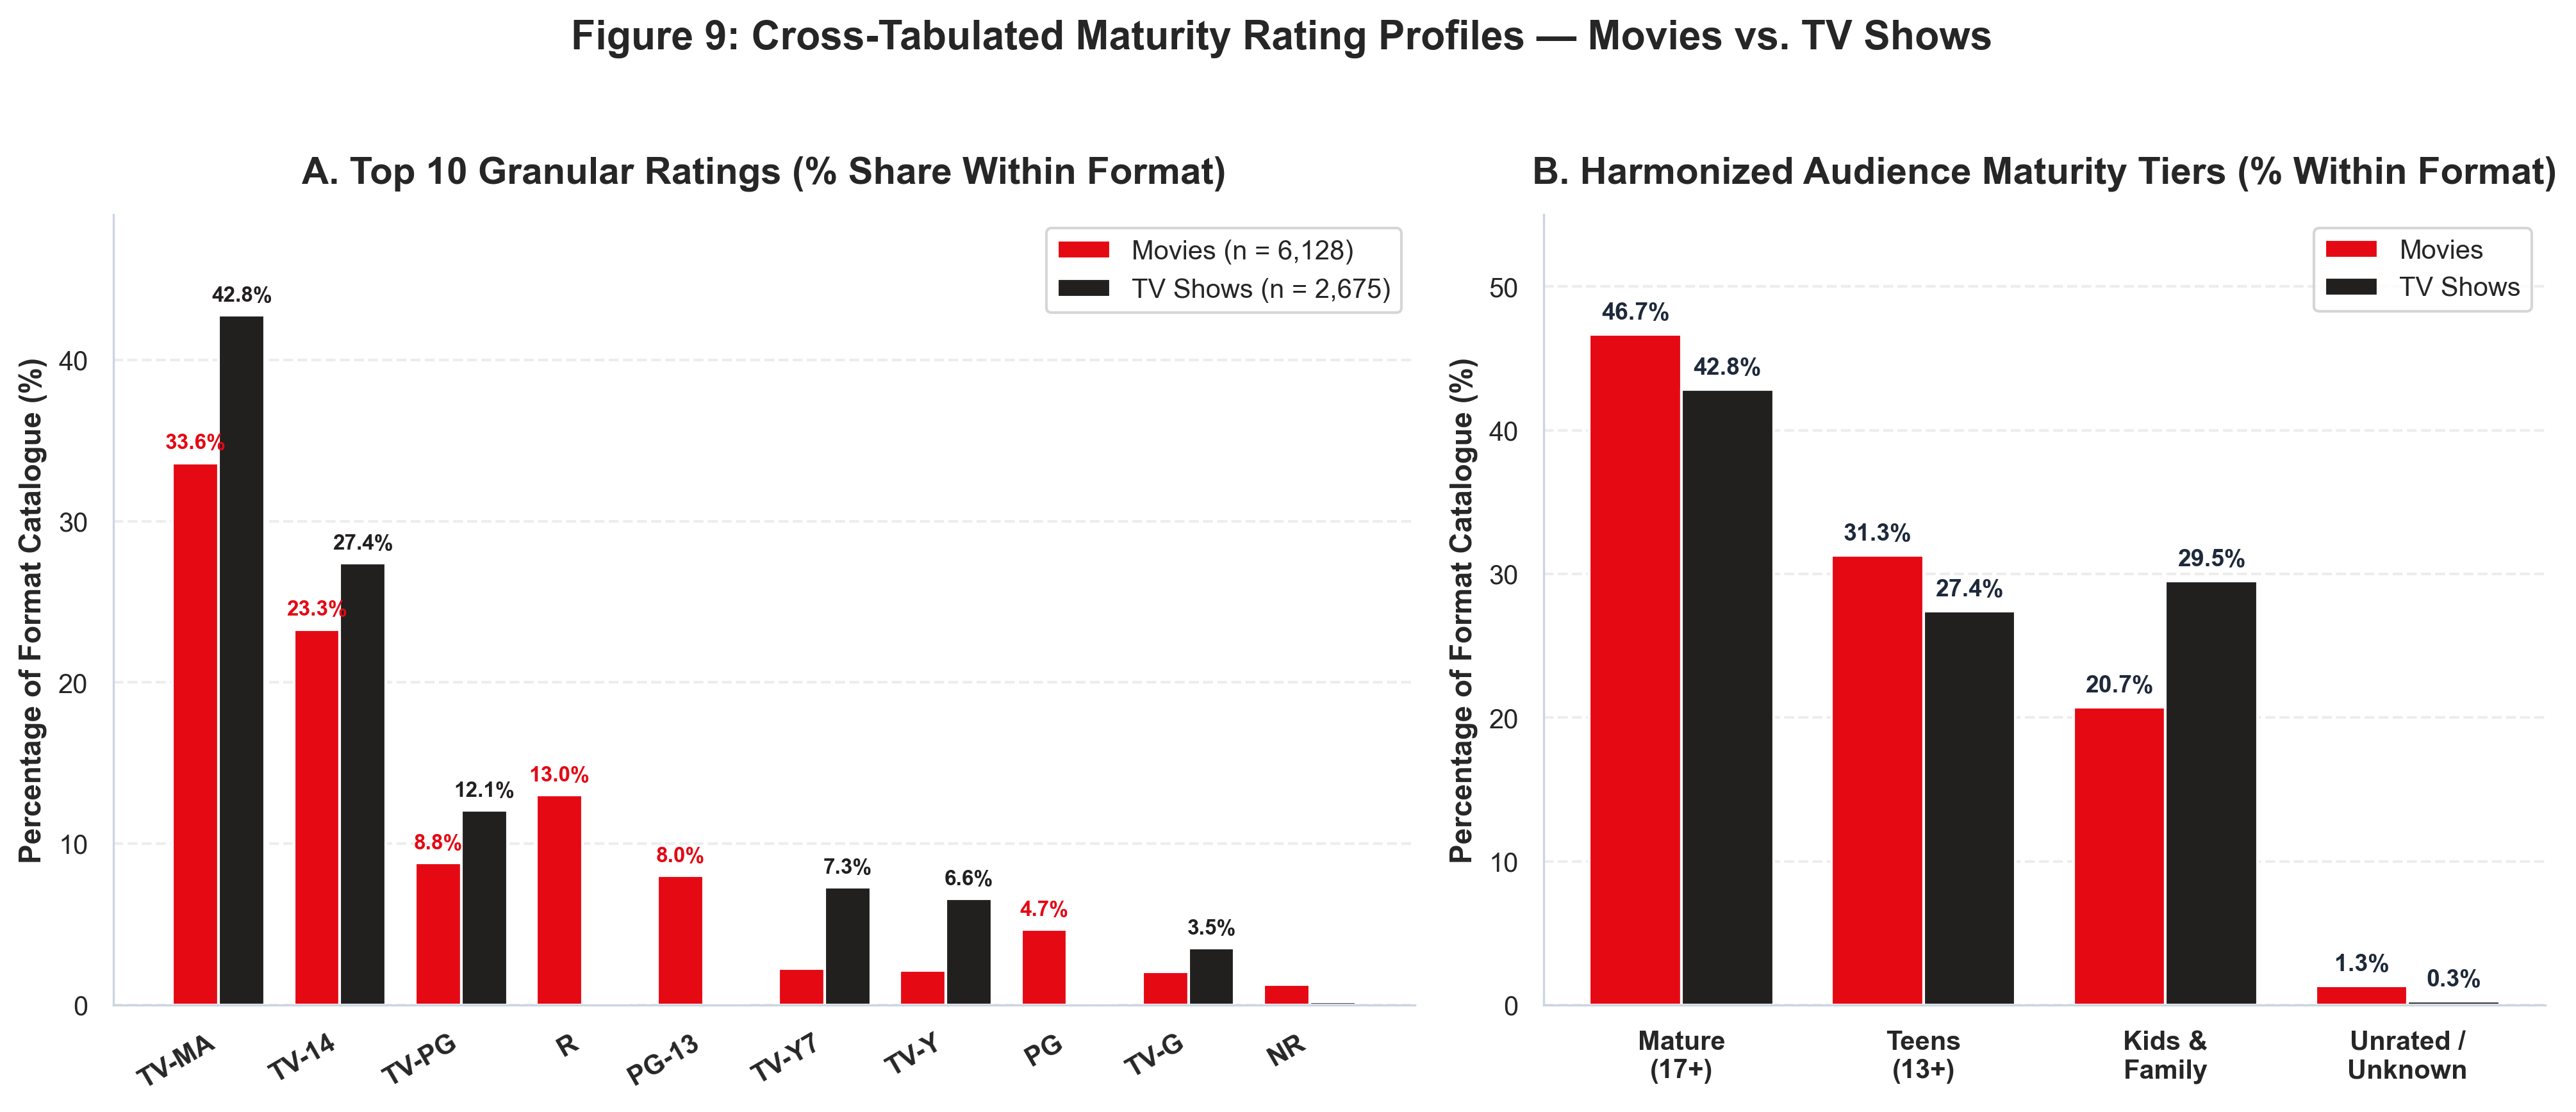 Figure 9: Cross-Tabulated Maturity Rating Profiles — Movies vs. TV Shows
A. Top 10 Granular Ratings (% Share Within Format)
Percentage of Format Catalogue (%)
40
30
20
10
0
Movies (n = 6,128)
TV Shows (n = 2,675)
33.6%
42.8%
23.3%
27.4%
8.8%
12.1%
13.0%
8.0%
7.3%
6.6%
4.7%
3.5%
TV-MA
TV-14
TV-PG
R
PG-13
TV-Y7
TV-Y
PG
TV-G
NR
B. Harmonized Audience Maturity Tiers (% Within Format)
Percentage of Format Catalogue (%)
50
40
30
20
10
0
Movies
TV Shows
46.7%
42.8%
31.3%
27.4%
20.7%
29.5%
1.3%
0.3%
Mature
(17+)
Teens
(13+)
Kids &
Family
Unrated /
Unknown